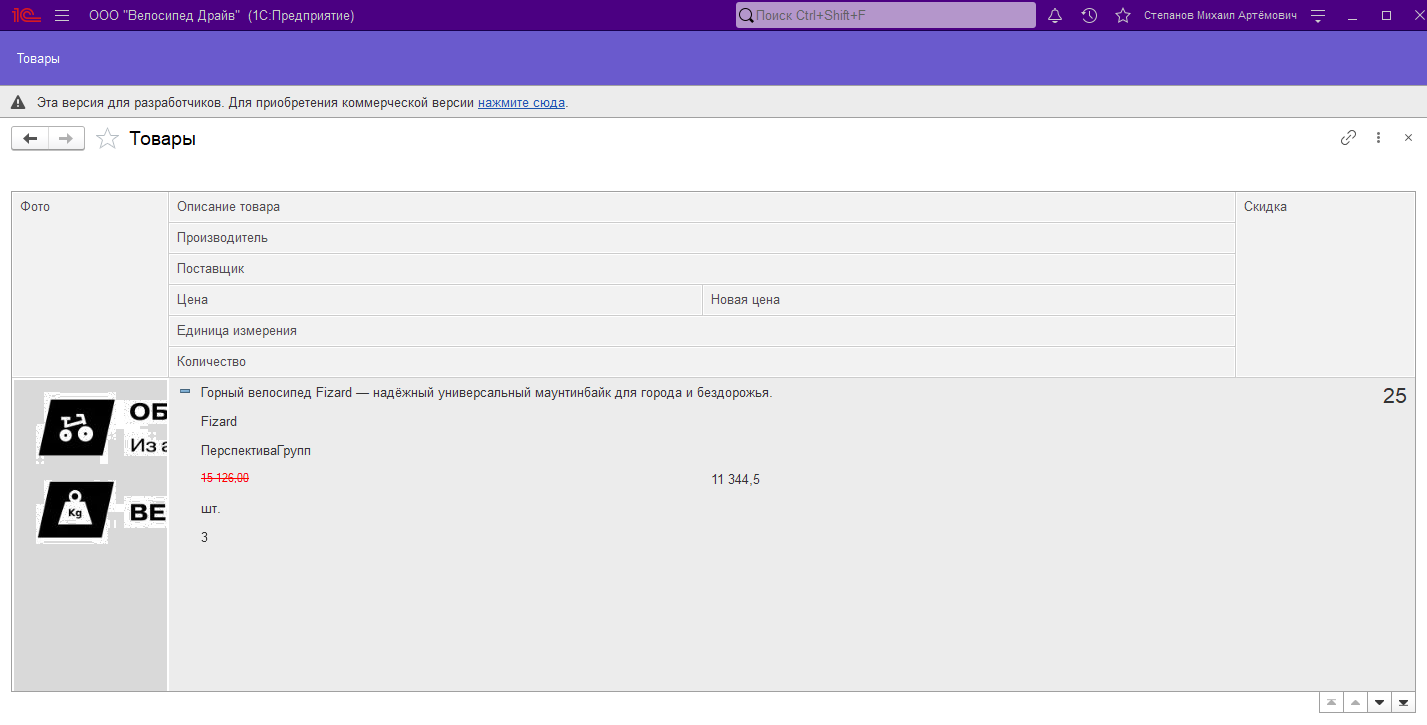 1С ООО "Велосипед Драйв" (1С:Предприятие) Поиск Ctrl+Shift+F Степанов Михаил Артёмович
Товары
Эта версия для разработчиков. Для приобретения коммерческой версии нажмите сюда.
Товары
Фото
Описание товара
Скидка
Производитель
Поставщик
Цена
Новая цена
Единица измерения
Количество
ОБ
Из а
Kg
ВЕ
Горный велосипед Fizard — надёжный универсальный маунтинбайк для города и бездорожья.
25
Fizard
ПерспективаГрупп
15 126,00
11 344,5
шт.
3